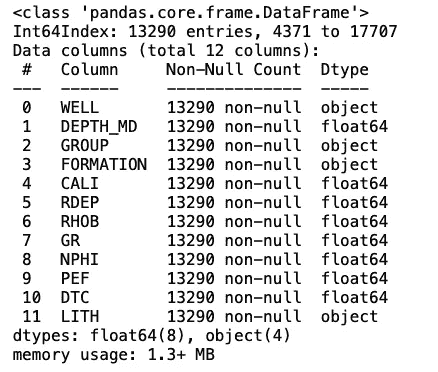 <class 'pandas.core.frame.DataFrame'>
Int64Index: 13290 entries, 4371 to 17707
Data columns (total 12 columns):
 #   Column     Non-Null Count  Dtype
---  ------     --------------  -----
 0   WELL       13290 non-null  object
 1   DEPTH_MD   13290 non-null  float64
 2   GROUP      13290 non-null  object
 3   FORMATION  13290 non-null  object
 4   CALI       13290 non-null  float64
 5   RDEP       13290 non-null  float64
 6   RHOB       13290 non-null  float64
 7   GR         13290 non-null  float64
 8   NPHI       13290 non-null  float64
 9   PEF        13290 non-null  float64
 10  DTC        13290 non-null  float64
 11  LITH       13290 non-null  object
dtypes: float64(8), object(4)
memory usage: 1.3+ MB